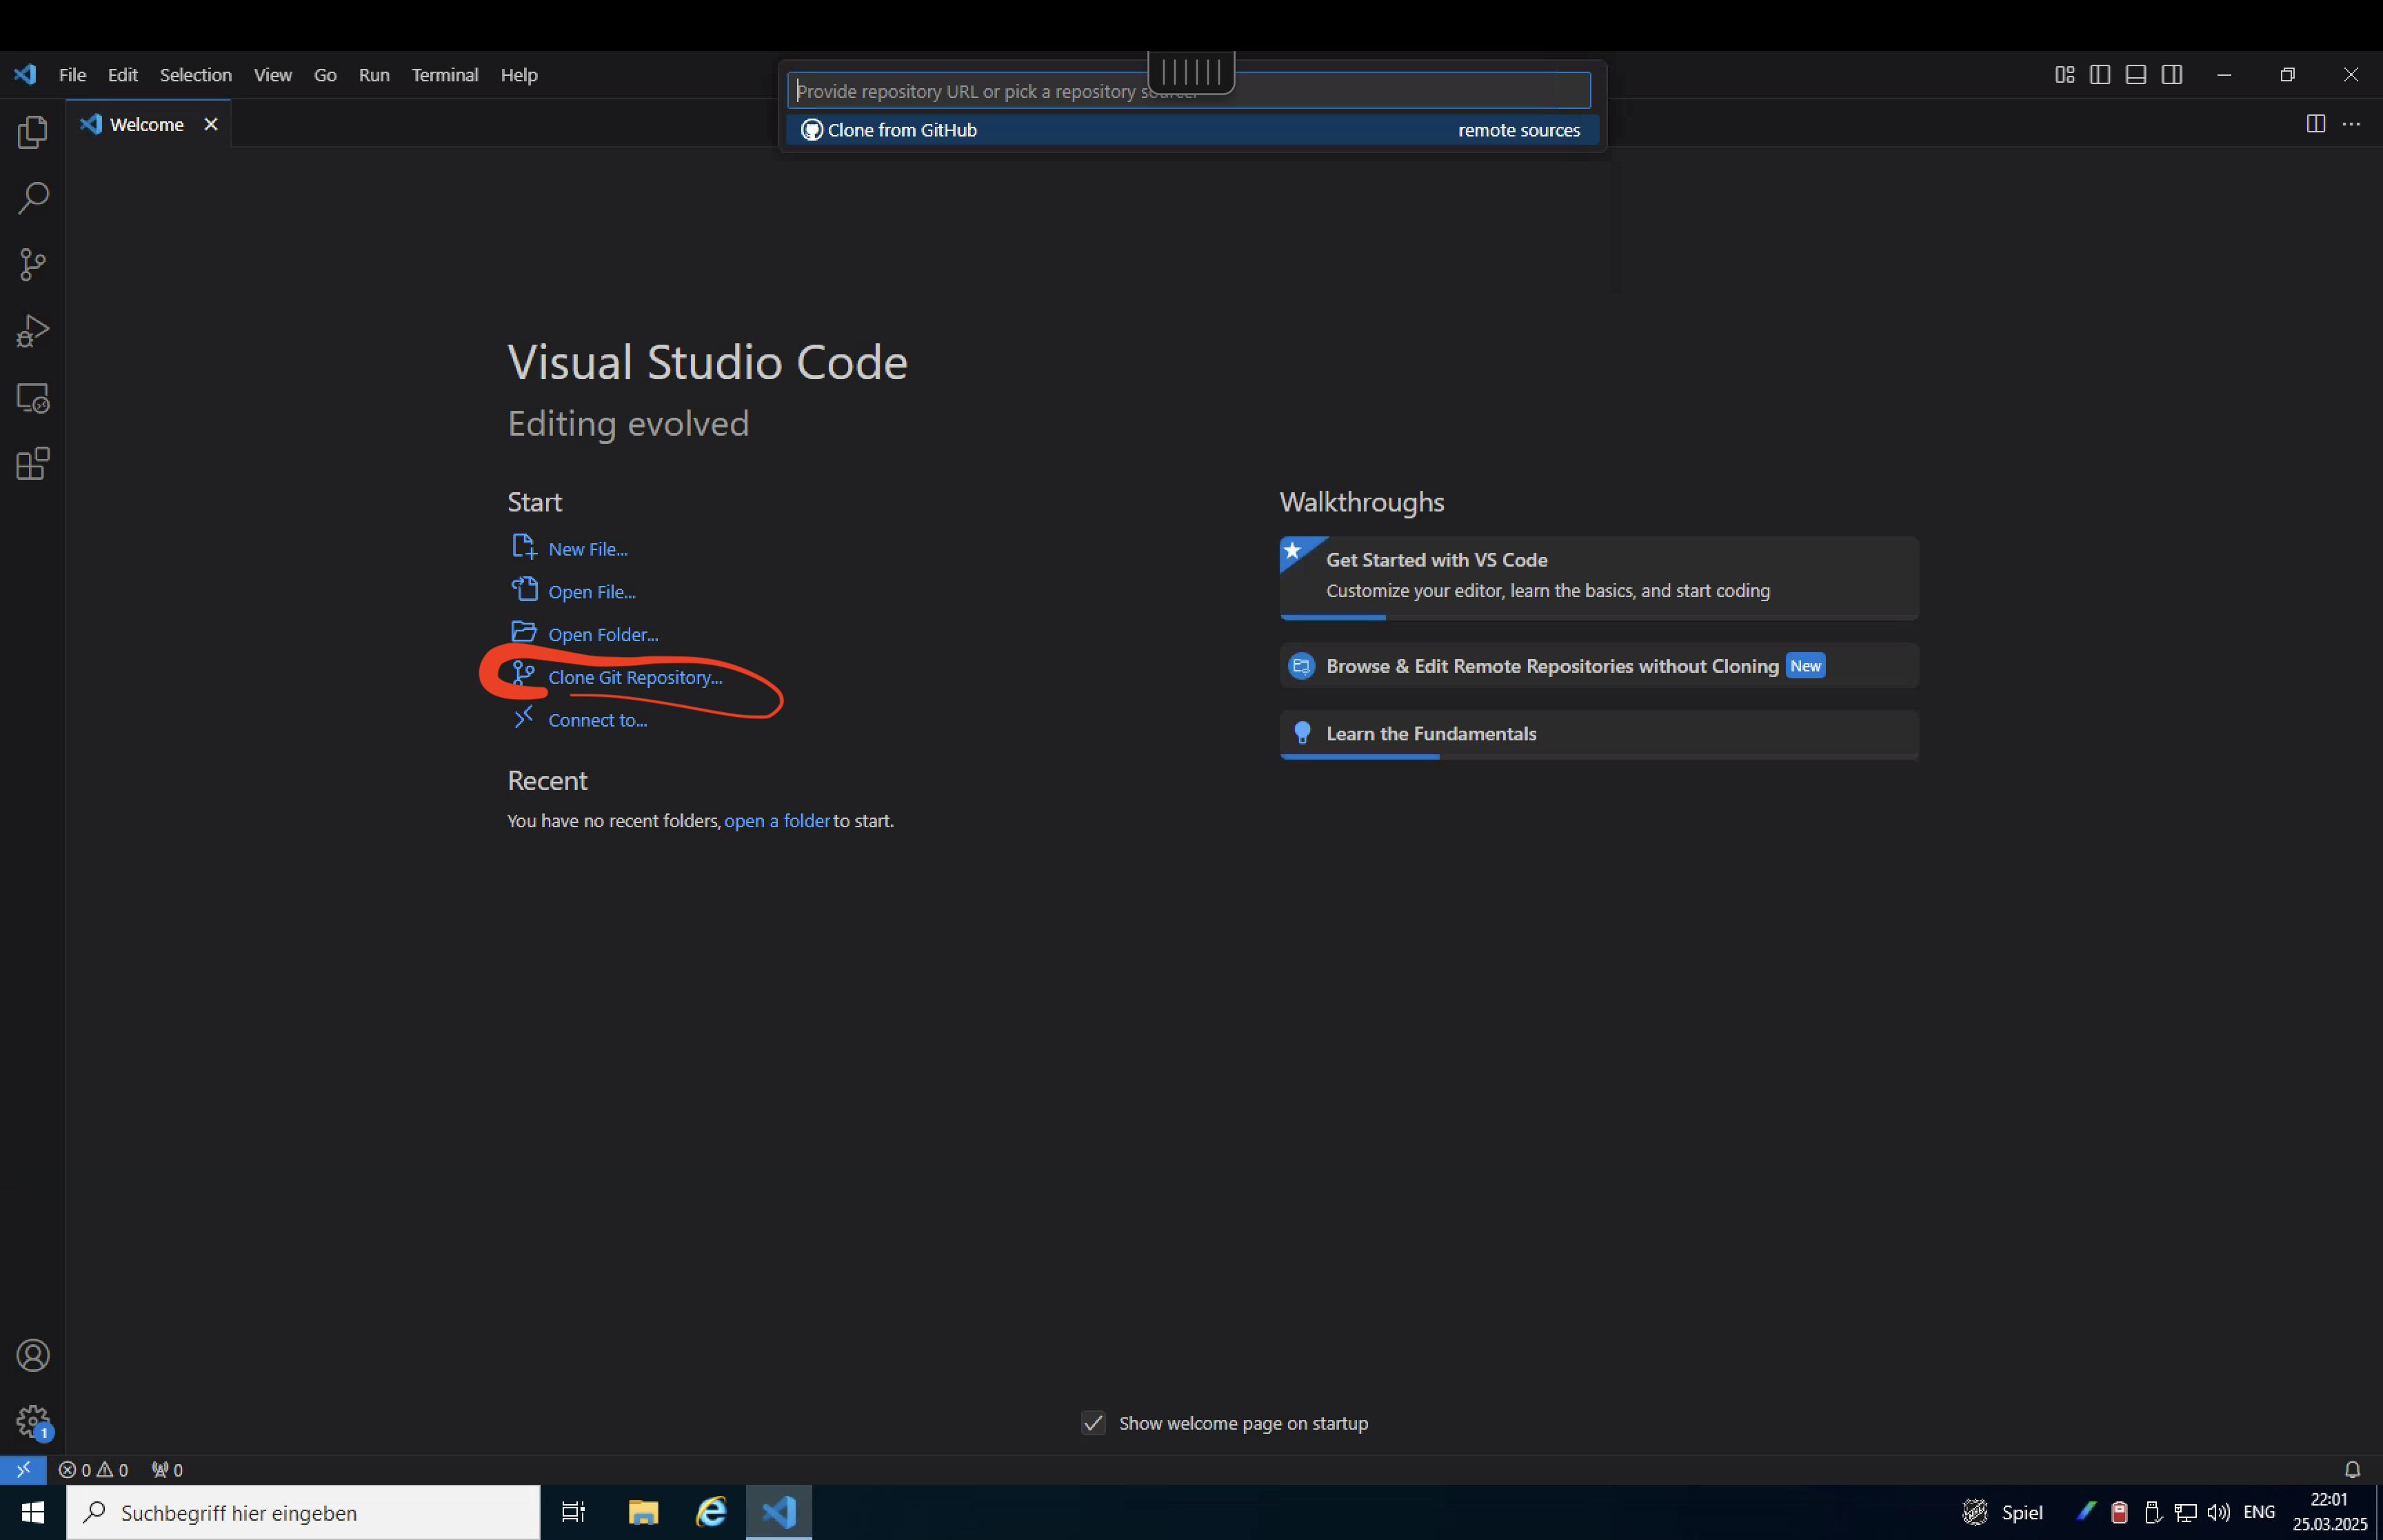 File Edit Selection View Go Run Terminal Help
Provide repository URL or pick a repository
Clone from GitHub remote sources
Welcome
Visual Studio Code
Editing evolved
Start
New File...
Open File...
Open Folder...
Clone Git Repository...
Connect to...
Recent
You have no recent folders, open a folder to start.
Walkthroughs
Get Started with VS Code
Customize your editor, learn the basics, and start coding
Browse & Edit Remote Repositories without Cloning New
Learn the Fundamentals
Show welcome page on startup
1
0 0 0
Suchbegriff hier eingeben
Spiel
ENG
22:01
25.03.2025